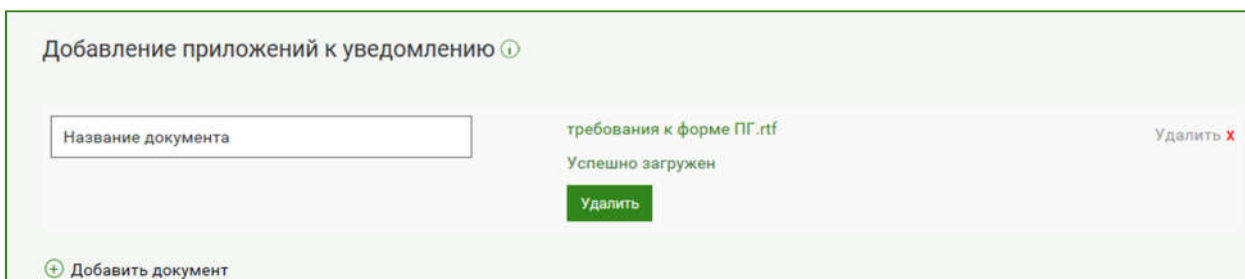 Добавление приложений к уведомлению
Название документа
требования к форме ПГ.rtf
Удалить x
Успешно загружен
Удалить
Добавить документ